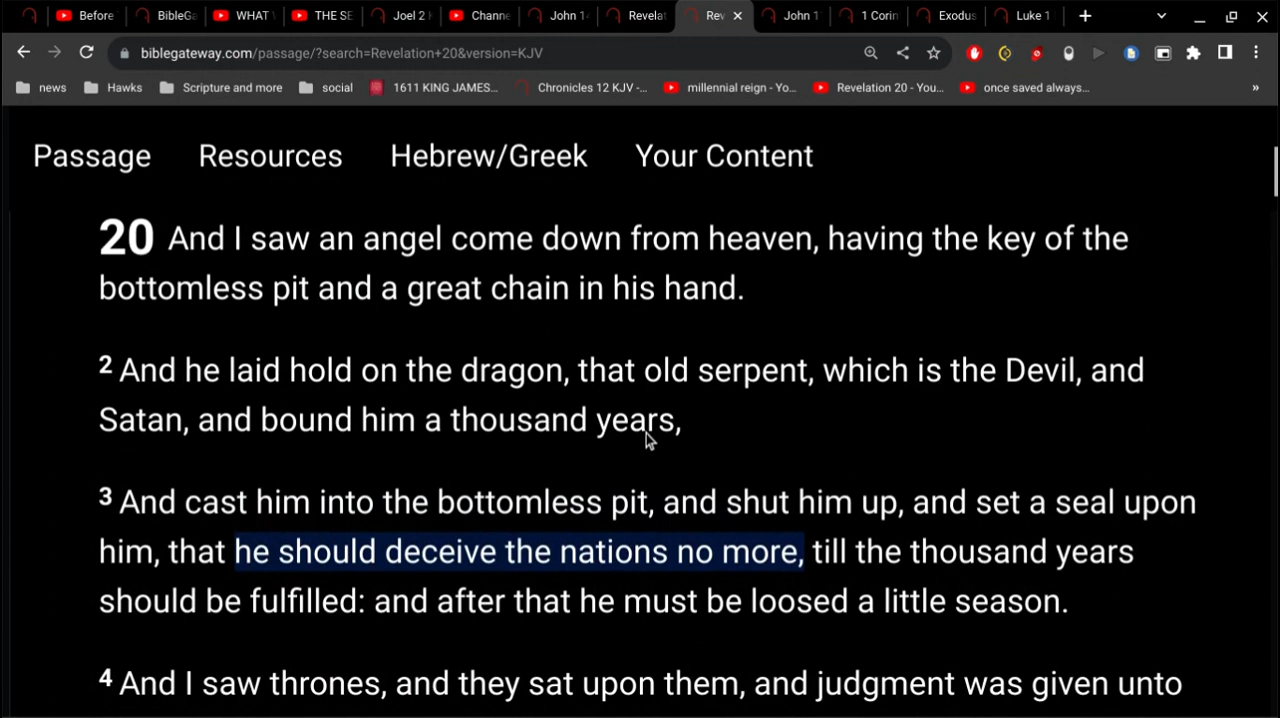 Before
BibleG
WHAT
THE SE
Joel 2
Channe
John 1
Revelat
Rev
John 1
1 Corin
Exodus
Luke 1
biblegateway.com/passage/?search=Revelation+20&version=KJV
news
Hawks
Scripture and more
social
1611 KING JAMES...
Chronicles 12 KJV -...
millennial reign - Yo...
Revelation 20 - You...
once saved always...
»
Passage Resources Hebrew/Greek Your Content
20 And I saw an angel come down from heaven, having the key of the
bottomless pit and a great chain in his hand.
2 And he laid hold on the dragon, that old serpent, which is the Devil, and
Satan, and bound him a thousand years,
3 And cast him into the bottomless pit, and shut him up, and set a seal upon
him, that he should deceive the nations no more, till the thousand years
should be fulfilled: and after that he must be loosed a little season.
4 And I saw thrones, and they sat upon them, and judgment was given unto